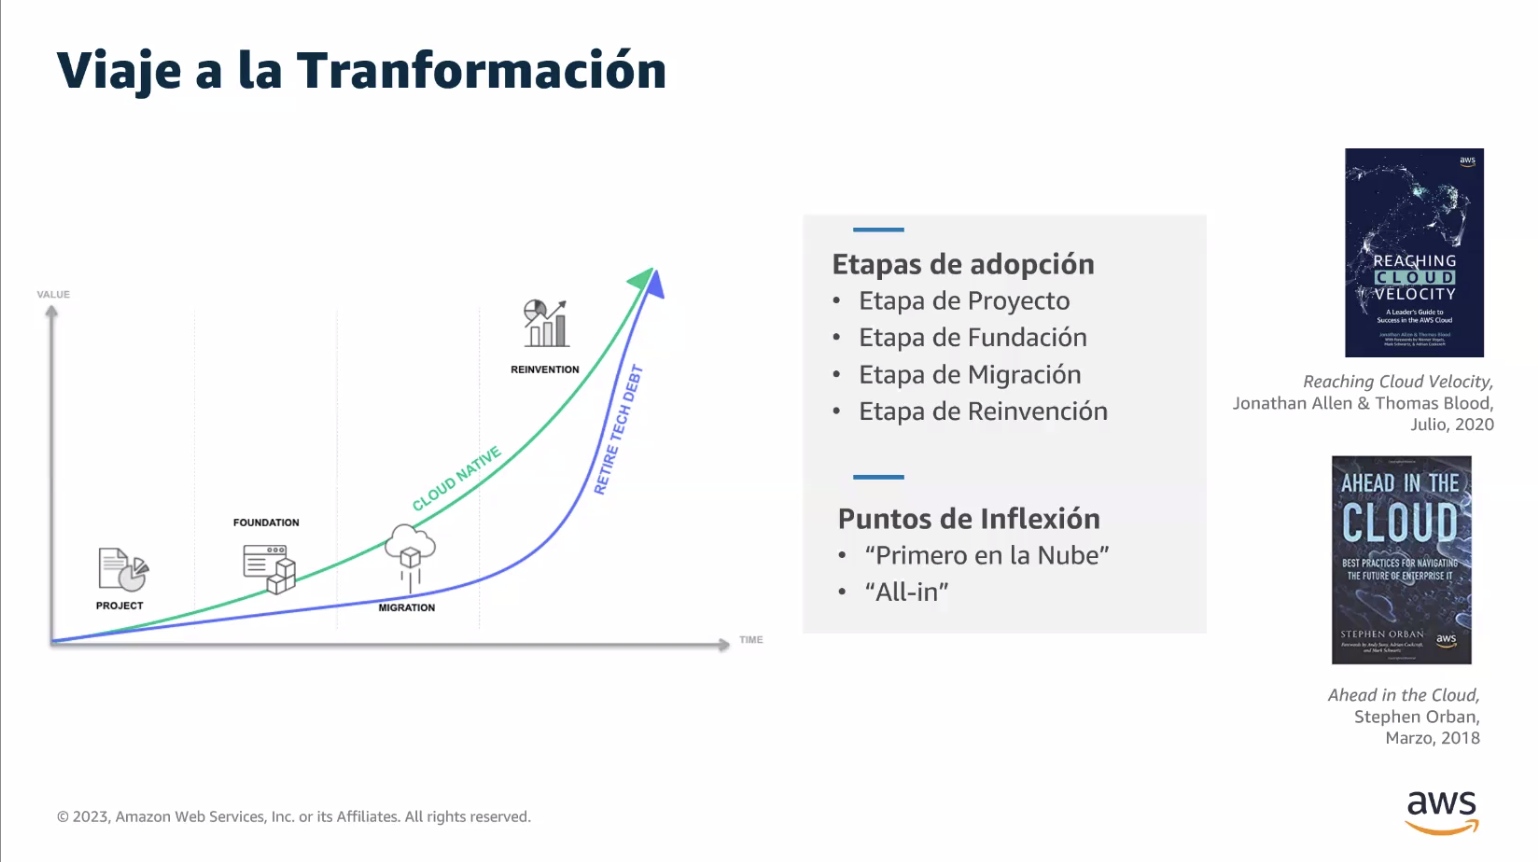 Viaje a la Tranformación
VALUE
REINVENTION
CLOUD NATIVE
RETIRE TECH DEBT
FOUNDATION
PROJECT
MIGRATION
TIME
Etapas de adopción
• Etapa de Proyecto
• Etapa de Fundación
• Etapa de Migración
• Etapa de Reinvención
Puntos de Inflexión
• “Primero en la Nube”
• “All-in”
aws
REACHING
CLOUD
VELOCITY
A Leader's Guide to
Success in the AWS Cloud
Jonathan Allen & Thomas Blood
Reaching Cloud Velocity,
Jonathan Allen & Thomas Blood,
Julio, 2020
AHEAD IN THE
CLOUD
BEST PRACTICES FOR NAVIGATING
THE FUTURE OF ENTERPRISE IT
STEPHEN ORBAN
aws
Ahead in the Cloud,
Stephen Orban,
Marzo, 2018
© 2023, Amazon Web Services, Inc. or its Affiliates. All rights reserved.
aws